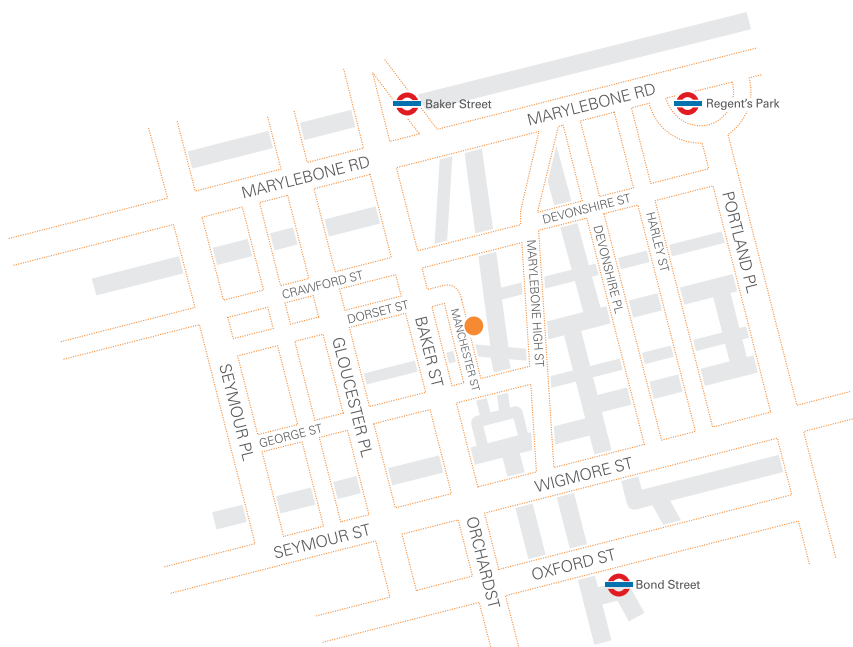 Baker Street
MARYLEBONE RD
Regent's Park
MARYLEBONE RD
DEVONSHIRE ST
PORTLAND PL
HARLEY ST
DEVONSHIRE PL
MARYLEBONE HIGH ST
CRAWFORD ST
DORSET ST
MANCHESTER ST
BAKER ST
GLOUCESTER PL
SEYMOUR PL
GEORGE ST
WIGMORE ST
SEYMOUR ST
ORCHARDST
OXFORD ST
Bond Street